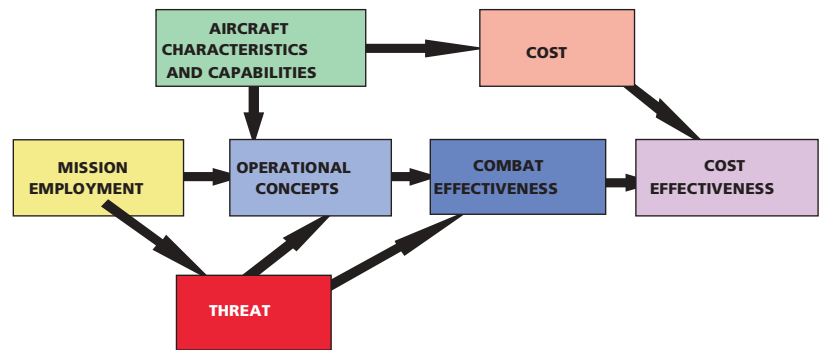 AIRCRAFT
CHARACTERISTICS
AND CAPABILITIES
COST
MISSION
EMPLOYMENT
OPERATIONAL
CONCEPTS
COMBAT
EFFECTIVENESS
COST
EFFECTIVENESS
THREAT